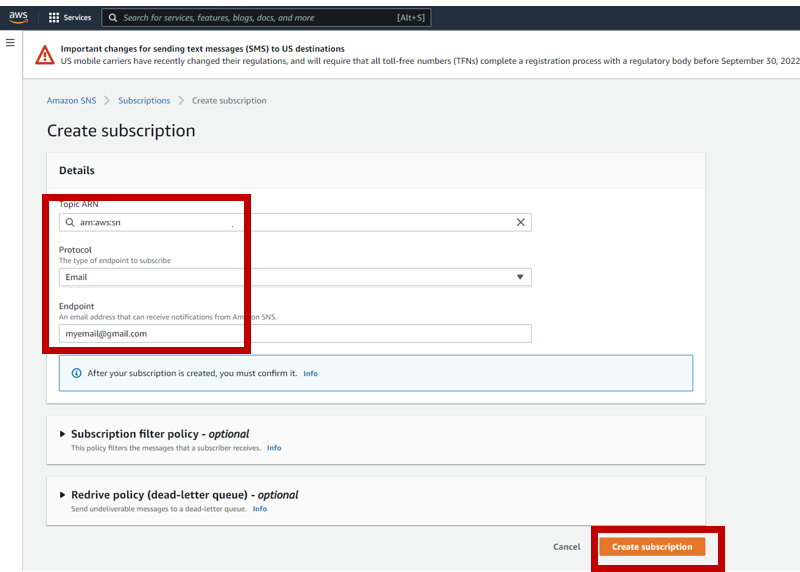 aws
Services
Search for services, features, blogs, docs, and more
[Alt+S]
Important changes for sending text messages (SMS) to US destinations
US mobile carriers have recently changed their regulations, and will require that all toll-free numbers (TFNs) complete a registration process with a regulatory body before September 30, 2022
Amazon SNS > Subscriptions > Create subscription
Create subscription
Details
Topic ARN
arn:aws:sn .
Protocol
The type of endpoint to subscribe
Email
Endpoint
An email address that can receive notifications from Amazon SNS.
myemail@gmail.com
After your subscription is created, you must confirm it. Info
Subscription filter policy - optional
This policy filters the messages that a subscriber receives. Info
Redrive policy (dead-letter queue) - optional
Send undeliverable messages to a dead-letter queue. Info
Cancel
Create subscription